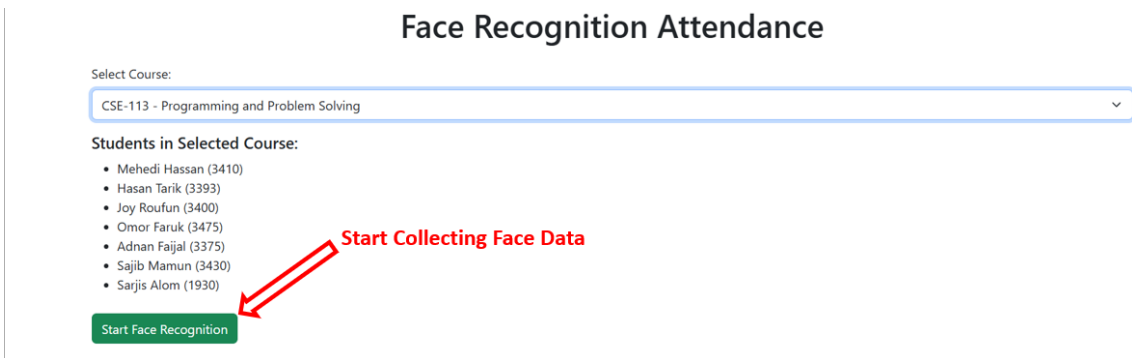 Face Recognition Attendance
Select Course:
CSE-113 - Programming and Problem Solving
Students in Selected Course:
Mehedi Hassan (3410)
Hasan Tarik (3393)
Joy Roufun (3400)
Omor Faruk (3475)
Adnan Faijal (3375)
Sajib Mamun (3430)
Sarjis Alom (1930)
Start Collecting Face Data
Start Face Recognition